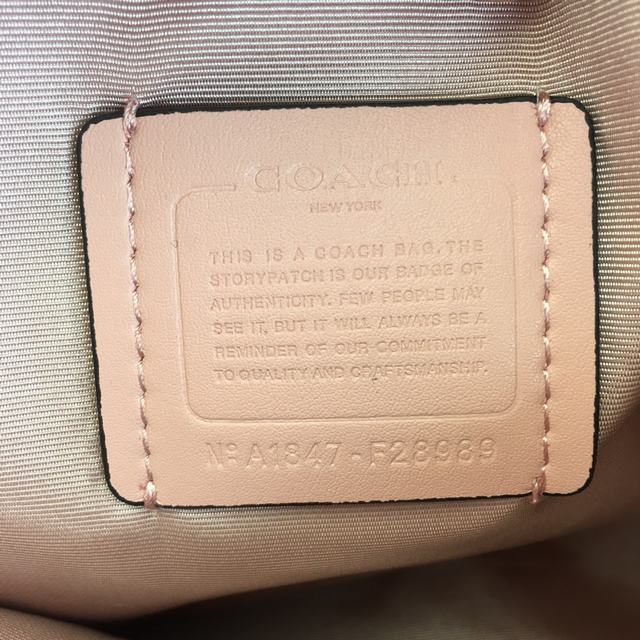 COACH
NEW YORK
THIS IS A COACH BAG, THE
STORYPATCH IS OUR BADGE OF
AUTHENTICITY. FEW PEOPLE MAY
SEE IT, BUT IT WILL ALWAYS BE A
REMINDER OF OUR COMMITMENT
TO QUALITY AND CRAFTSMANSHIP.
Nº A1847-F28989